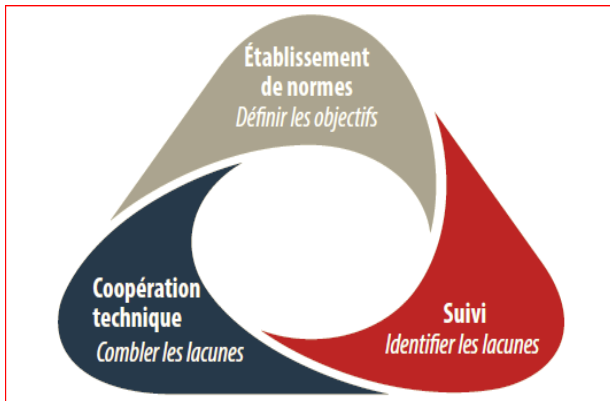 Établissement
de normes
Définir les objectifs
Coopération
technique
Combler les lacunes
Suivi
Identifier les lacunes